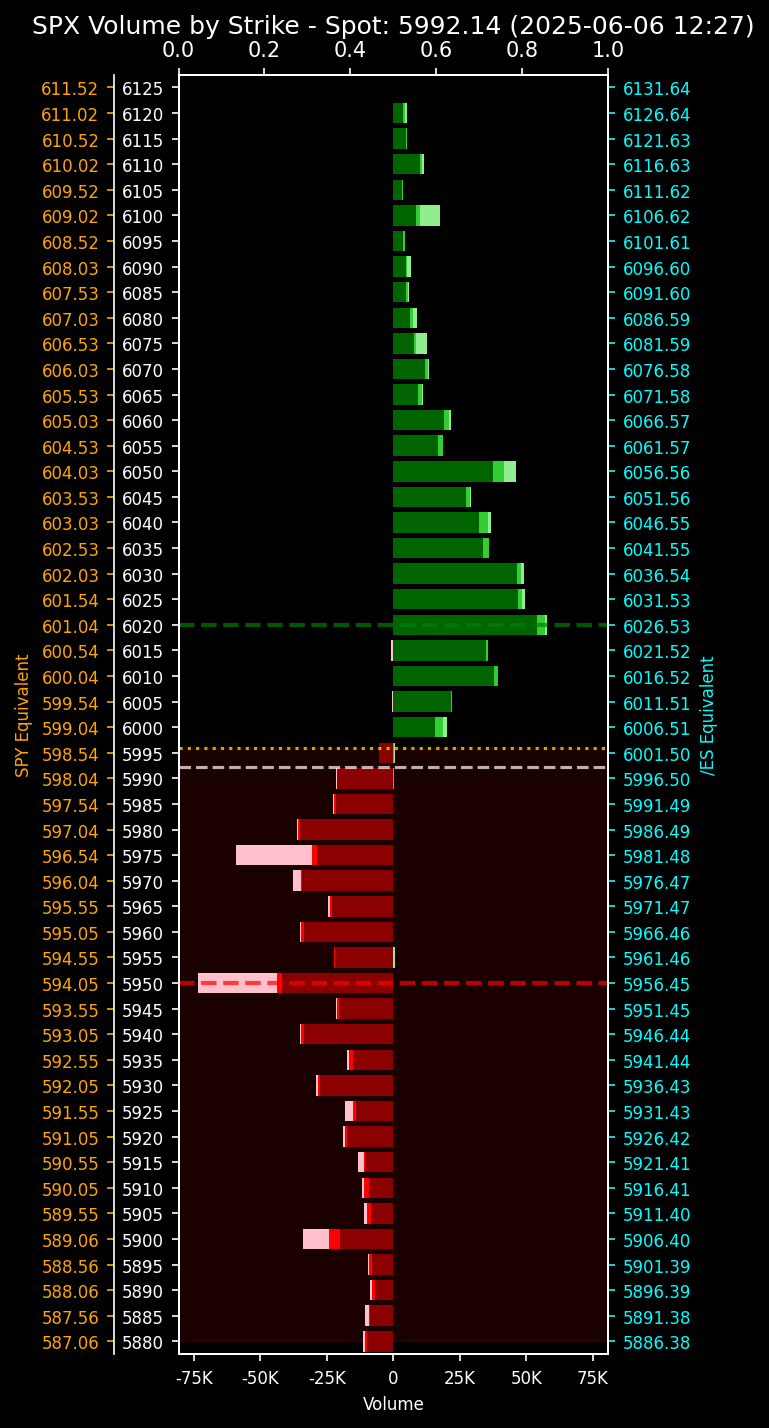 SPX Volume by Strike - Spot: 5992.14 (2025-06-06 12:27)
0.0 0.2 0.4 0.6 0.8 1.0
611.52 6125 6131.64
611.02 6120 6126.64
610.52 6115 6121.63
610.02 6110 6116.63
609.52 6105 6111.62
609.02 6100 6106.62
608.52 6095 6101.61
608.03 6090 6096.60
607.53 6085 6091.60
607.03 6080 6086.59
606.53 6075 6081.59
606.03 6070 6076.58
605.53 6065 6071.58
605.03 6060 6066.57
604.53 6055 6061.57
604.03 6050 6056.56
603.53 6045 6051.56
603.03 6040 6046.55
602.53 6035 6041.55
602.03 6030 6036.54
601.54 6025 6031.53
601.04 6020 6026.53
600.54 6015 6021.52
600.04 6010 6016.52
599.54 6005 6011.51
599.04 6000 6006.51
598.54 5995 6001.50
598.04 5990 5996.50
597.54 5985 5991.49
597.04 5980 5986.49
596.54 5975 5981.48
596.04 5970 5976.47
595.55 5965 5971.47
595.05 5960 5966.46
594.55 5955 5961.46
594.05 5950 5956.45
593.55 5945 5951.45
593.05 5940 5946.44
592.55 5935 5941.44
592.05 5930 5936.43
591.55 5925 5931.43
591.05 5920 5926.42
590.55 5915 5921.41
590.05 5910 5916.41
589.55 5905 5911.40
589.06 5900 5906.40
588.56 5895 5901.39
588.06 5890 5896.39
587.56 5885 5891.38
587.06 5880 5886.38
SPY Equivalent
/ES Equivalent
-75K -50K -25K 0 25K 50K 75K
Volume